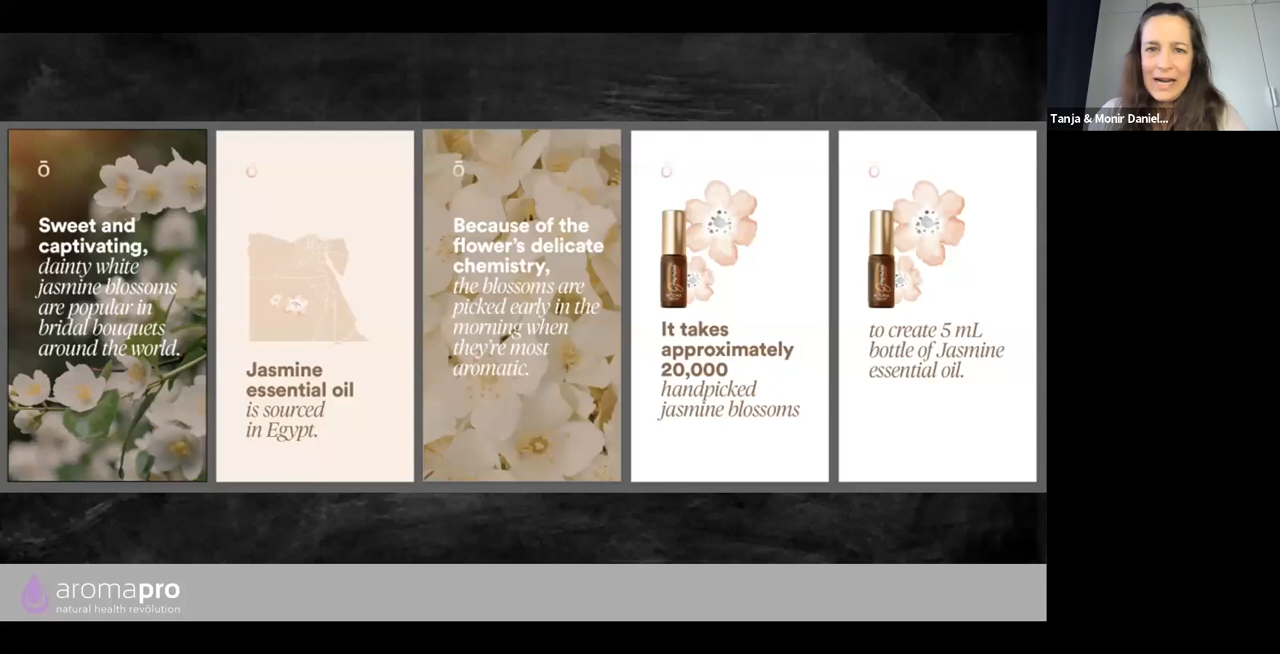 Tanja & Monir Daniel...
ō
Sweet and
captivating,
dainty white
jasmine blossoms
are popular in
bridal bouquets
around the world.
ō
Jasmine
essential oil
is sourced
in Egypt.
ō
Because of the
flower's delicate
chemistry,
the blossoms are
picked early in the
morning when
they're most
aromatic.
ō
It takes
approximately
20,000
handpicked
jasmine blossoms
ō
to create 5 mL
bottle of Jasmine
essential oil.
aromapro
natural health revōlution